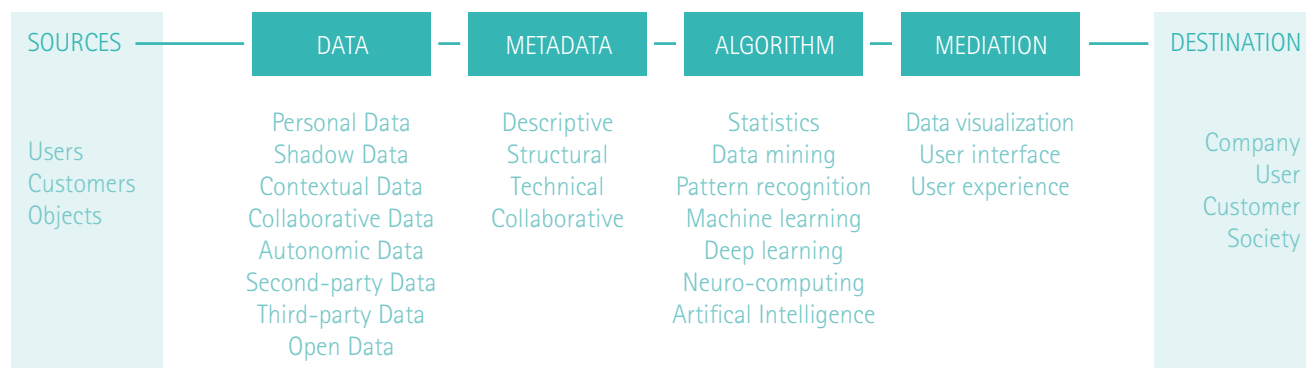 SOURCES
Users
Customers
Objects
DATA
Personal Data
Shadow Data
Contextual Data
Collaborative Data
Autonomic Data
Second-party Data
Third-party Data
Open Data
METADATA
Descriptive
Structural
Technical
Collaborative
ALGORITHM
Statistics
Data mining
Pattern recognition
Machine learning
Deep learning
Neuro-computing
Artifical Intelligence
MEDIATION
Data visualization
User interface
User experience
DESTINATION
Company
User
Customer
Society